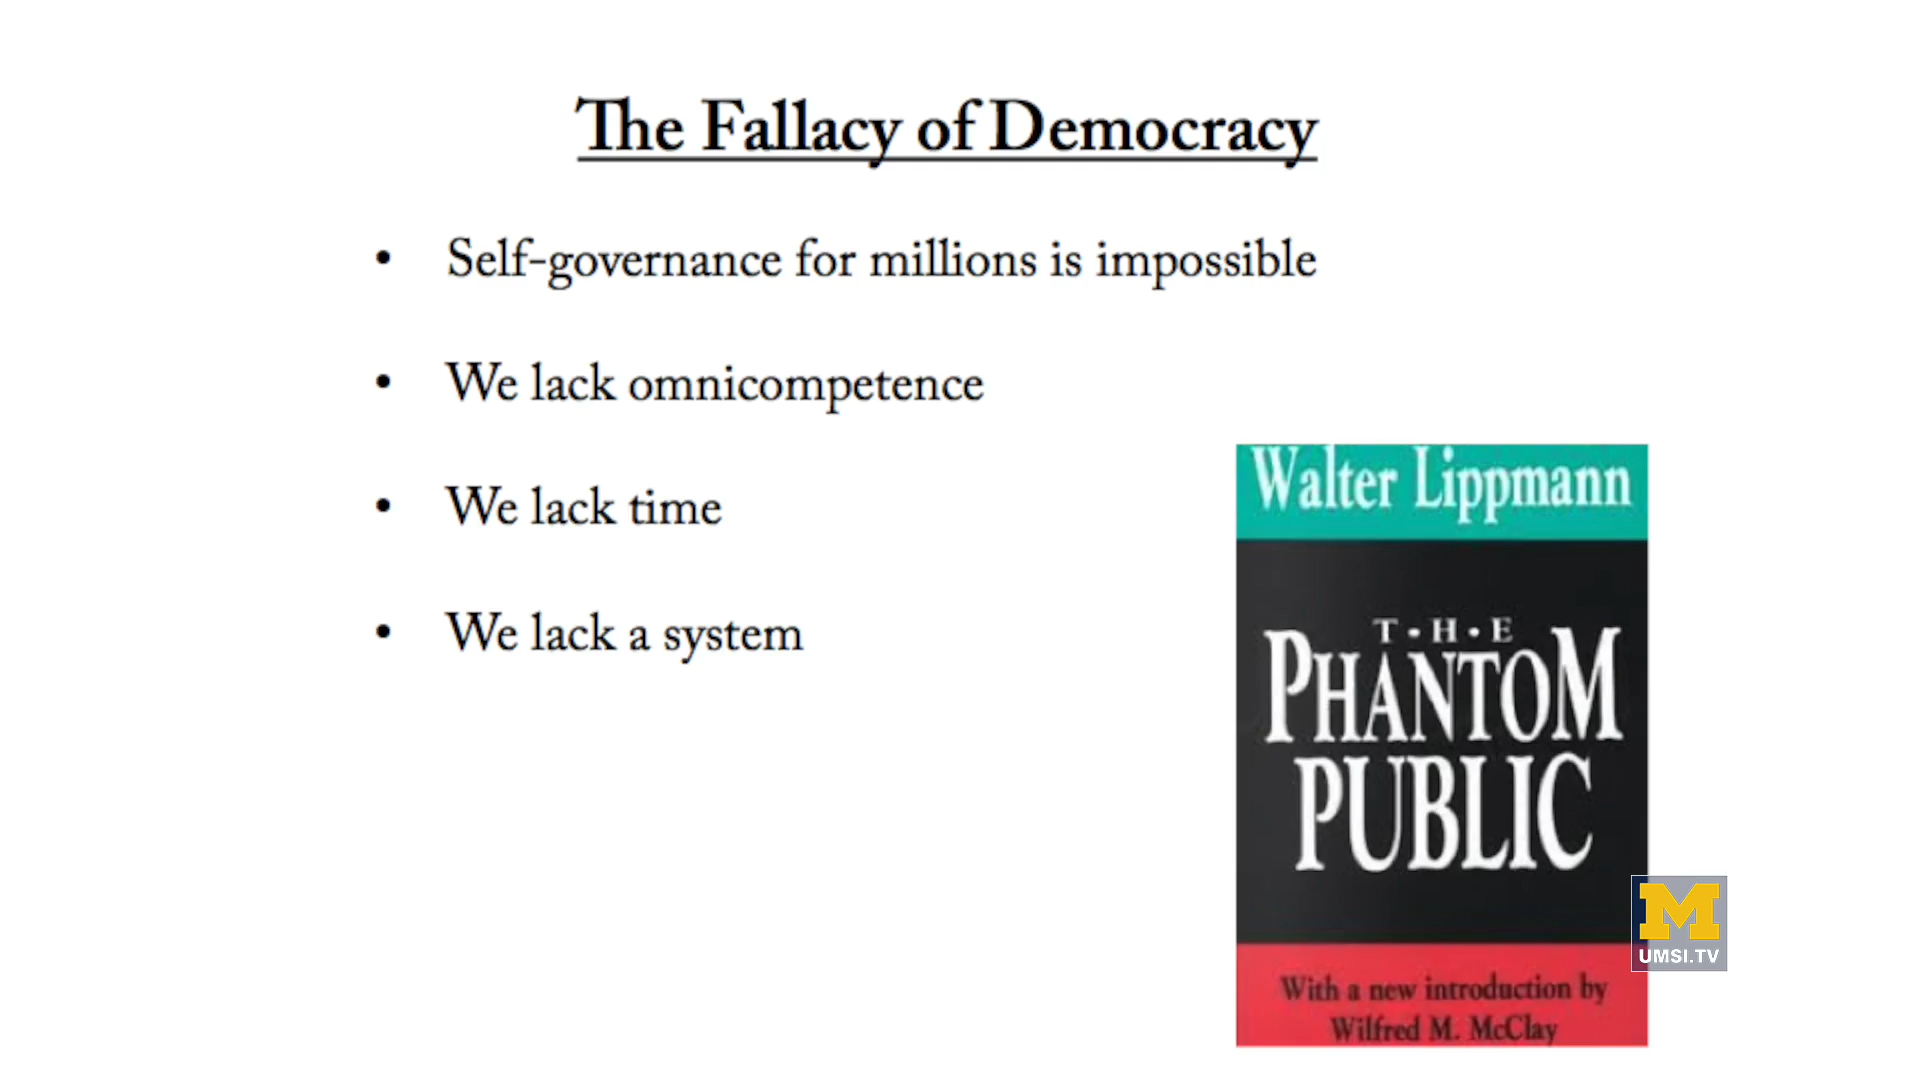 The Fallacy of Democracy
• Self-governance for millions is impossible
• We lack omnicompetence
• We lack time
• We lack a system
Walter Lippmann
T•H•E
PHANTOM
PUBLIC
With a new introduction by
Wilfred M. McClay
M
UMSI.TV